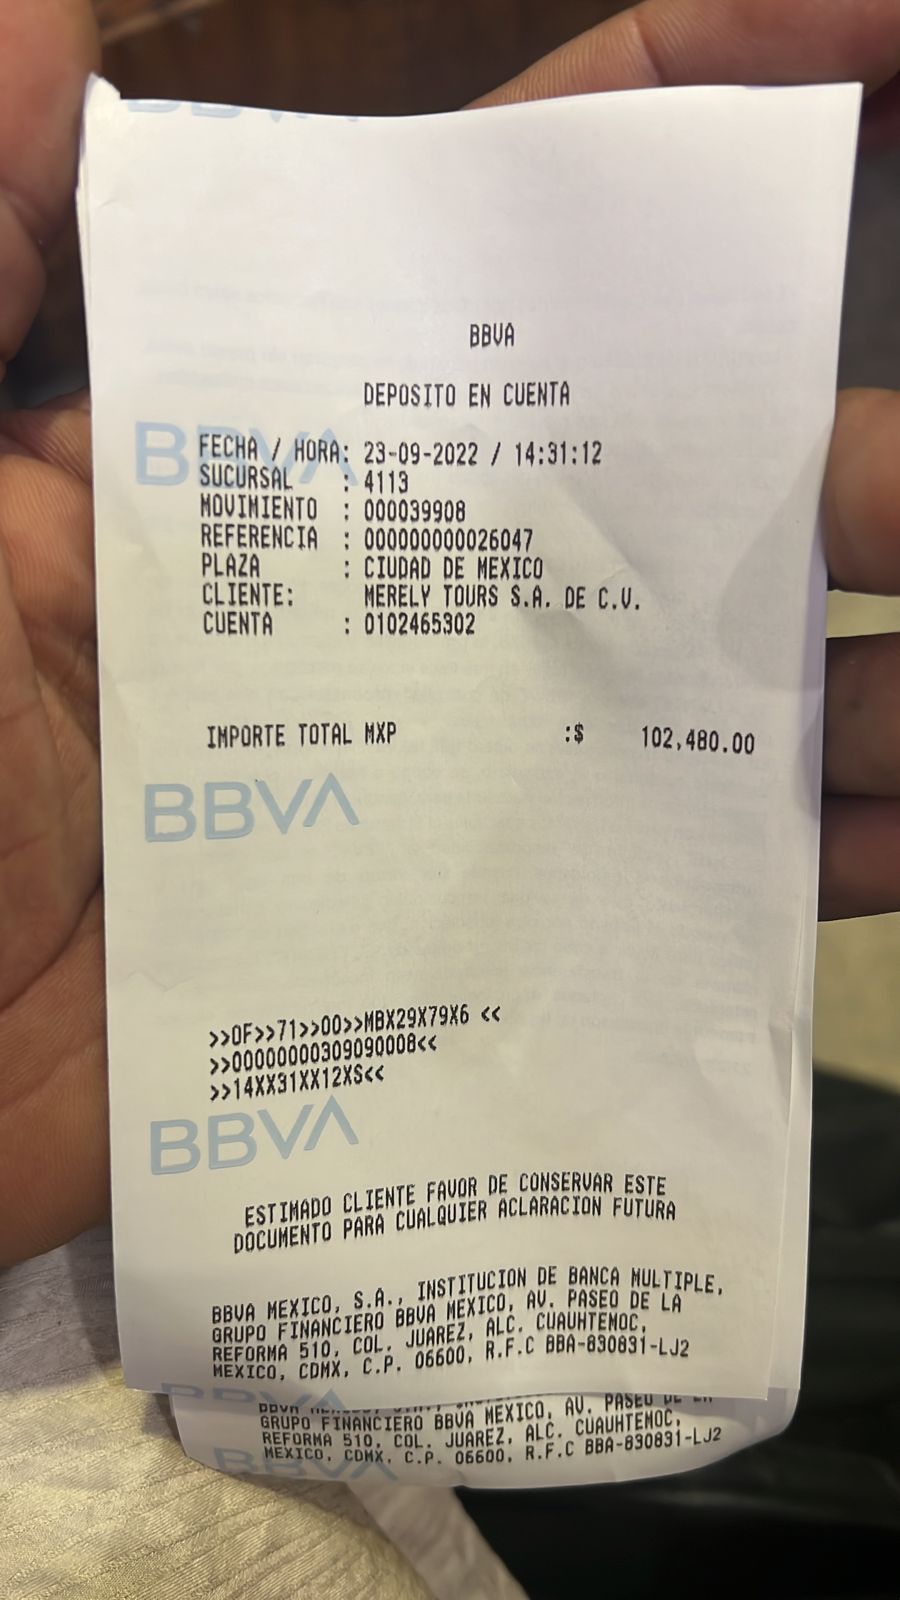 BBVA
DEPOSITO EN CUENTA
BBVA
FECHA / HORA: 23-09-2022 / 14:31:12
SUCURSAL : 4113
MOVIMIENTO : 000039908
REFERENCIA : 000000000026047
PLAZA : CIUDAD DE MEXICO
CLIENTE: MERELY TOURS S.A. DE C.V.
CUENTA : 0102465302
IMPORTE TOTAL MXP :$ 102,480.00
BBVA
>>0F>>71>>00>>MBX29X79X6 <<
>>00000000309090008<<
>>14XX31XX12XS<<
BBVA
ESTIMADO CLIENTE FAVOR DE CONSERVAR ESTE
DOCUMENTO PARA CUALQUIER ACLARACION FUTURA
BBVA MEXICO, S.A., INSTITUCION DE BANCA MULTIPLE,
GRUPO FINANCIERO BBVA MEXICO, AV. PASEO DE LA
REFORMA 510, COL. JUAREZ, ALC. CUAUHTEMOC,
MEXICO, CDMX, C.P. 06600, R.F.C BBA-830831-LJ2
BBVA
GRUPO FINANCIERO BBVA MEXICO, AV. PASEO DE LA
REFORMA 510, COL. JUAREZ, ALC. CUAUHTEMOC,
MEXICO, CDMX, C.P. 06600, R.F.C BBA-830831-LJ2
BBVA